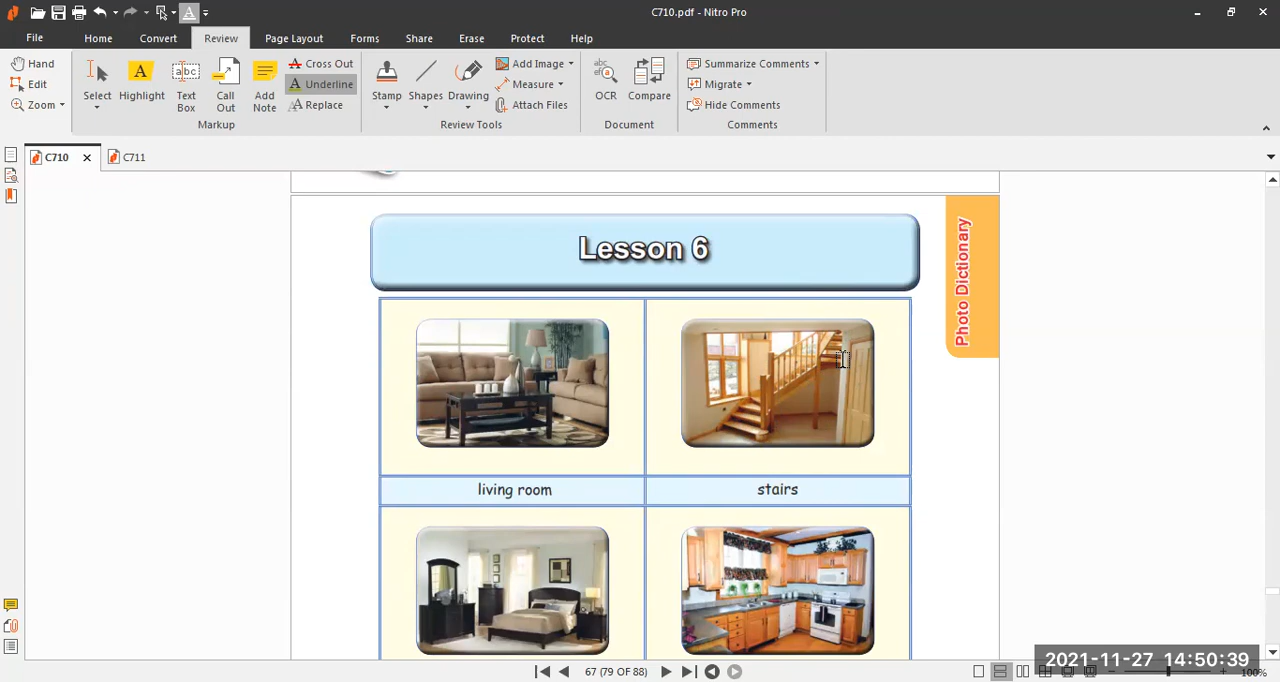 C710.pdf - Nitro Pro
File Home Convert Review Page Layout Forms Share Erase Protect Help
Hand
Edit
Zoom
Select
Highlight
Text Box
Call Out
Add Note
Cross Out
Underline
Replace
Markup
Stamp
Shapes
Drawing
Add Image
Measure
Attach Files
Review Tools
OCR
Compare
Document
Summarize Comments
Migrate
Hide Comments
Comments
C710
C711
Lesson 6
Photo Dictionary
living room
stairs
67 (79 OF 88)
2021-11-27 14:50:39
100%